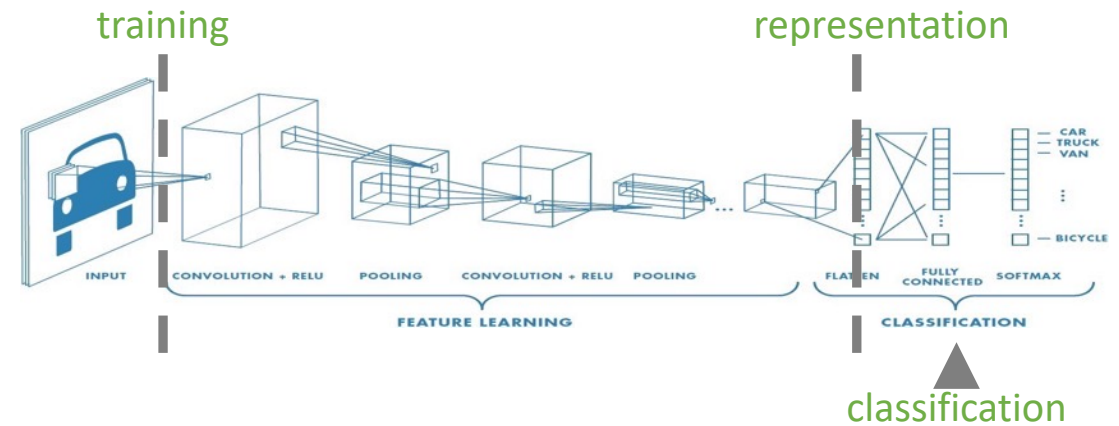 training
representation
CAR
TRUCK
VAN
BICYCLE
INPUT
CONVOLUTION + RELU
POOLING
CONVOLUTION + RELU
POOLING
FLATTEN
FULLY
CONNECTED
SOFTMAX
FEATURE LEARNING
CLASSIFICATION
classification